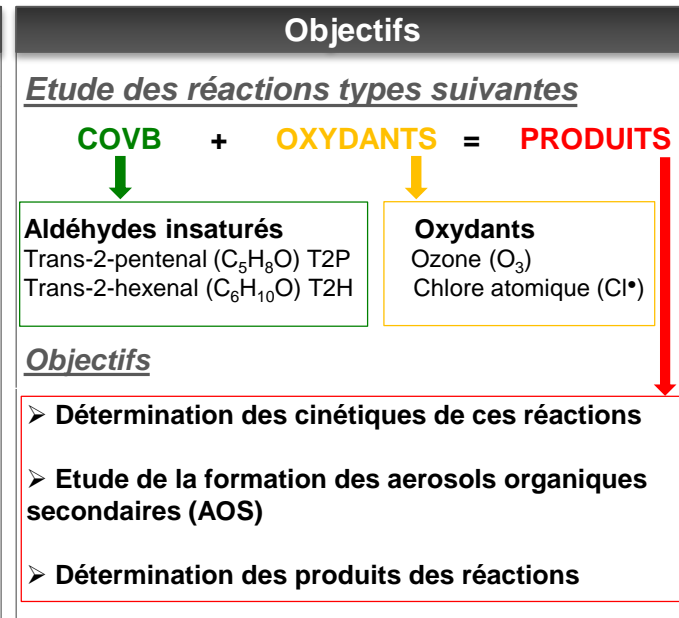 Objectifs
Etude des réactions types suivantes
COVB + OXYDANTS = PRODUITS
Aldéhydes insaturés
Trans-2-pentenal (C₅H₈O) T2P
Trans-2-hexenal (C₆H₁₀O) T2H
Oxydants
Ozone (O₃)
Chlore atomique (Cl•)
Objectifs
➢ Détermination des cinétiques de ces réactions
➢ Etude de la formation des aerosols organiques
secondaires (AOS)
➢ Détermination des produits des réactions